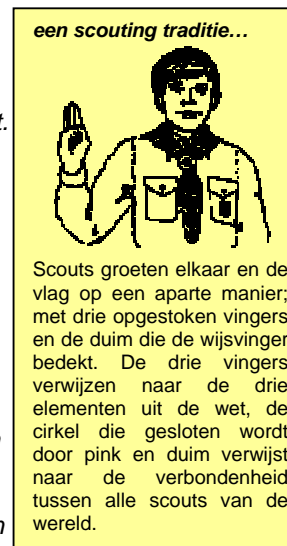 een scouting traditie…
t.
Scouts groeten elkaar en de
vlag op een aparte manier;
met drie opgestoken vingers
en de duim die de wijsvinger
bedekt. De drie vingers
verwijzen naar de drie
elementen uit de wet, de
cirkel die gesloten wordt
door pink en duim verwijst
naar de verbondenheid
tussen alle scouts van de
wereld.